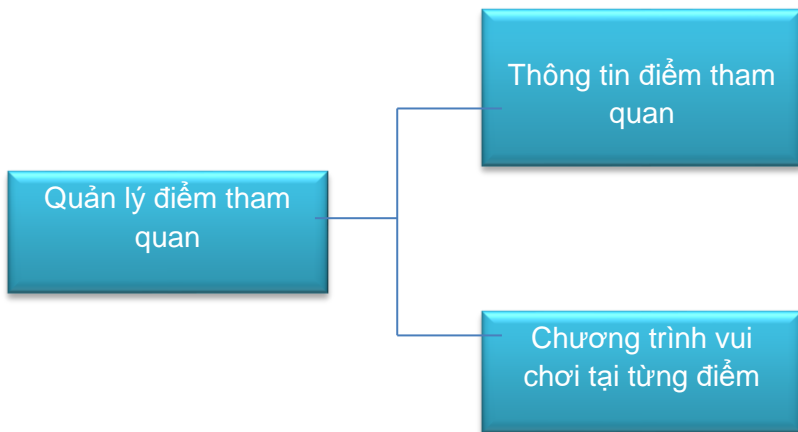 Thông tin điểm tham
quan
Quản lý điểm tham
quan
Chương trình vui
chơi tại từng điểm